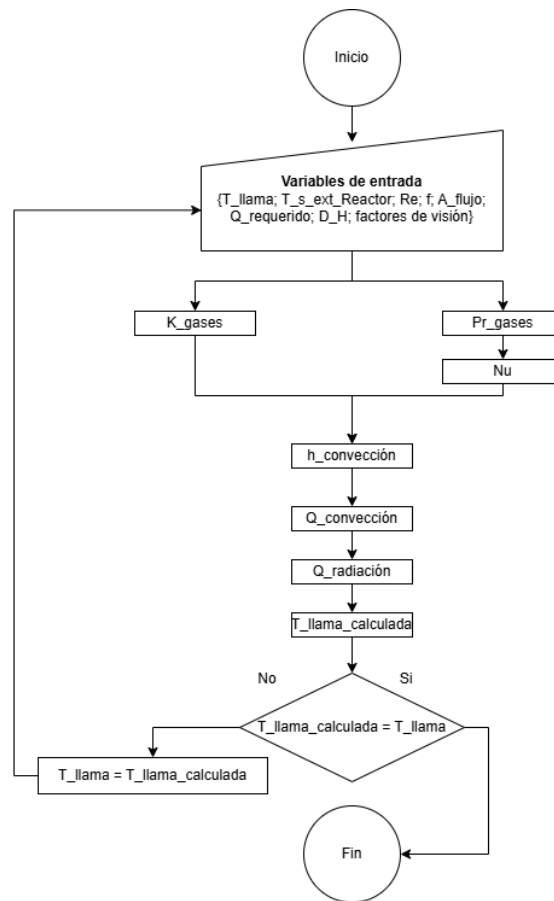 Inicio
Variables de entrada
{T_llama; T_s_ext_Reactor; Re; f; A_flujo;
Q_requerido; D_H; factores de visión}
K_gases
Pr_gases
Nu
h_convección
Q_convección
Q_radiación
T_llama_calculada
No
Si
T_llama_calculada = T_llama
T_llama = T_llama_calculada
Fin